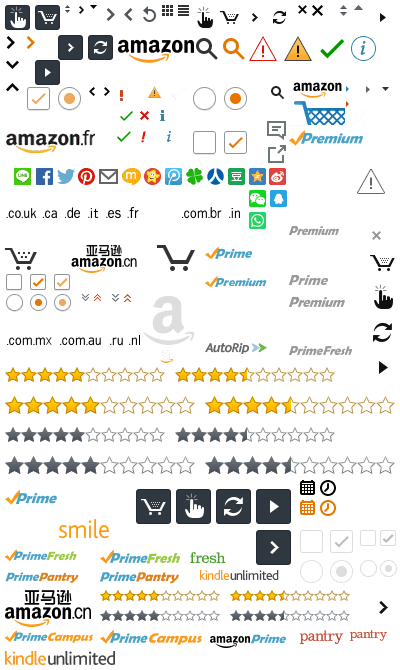 amazon
amazon
amazon.fr
Premium
LINE
.co.uk .ca .de .it .es .fr
.com.br .in
Premium
亚马逊
amazon.cn
Prime
Premium
Prime
Premium
a
.com.mx .com.au .ru .nl
AutoRip
PrimeFresh
Prime
smile
PrimeFresh
PrimeFresh
fresh
PrimePantry
PrimePantry
kindleunlimited
亚马逊
amazon.cn
PrimeCampus
PrimeCampus
amazonPrime
pantry
pantry
kindleunlimited